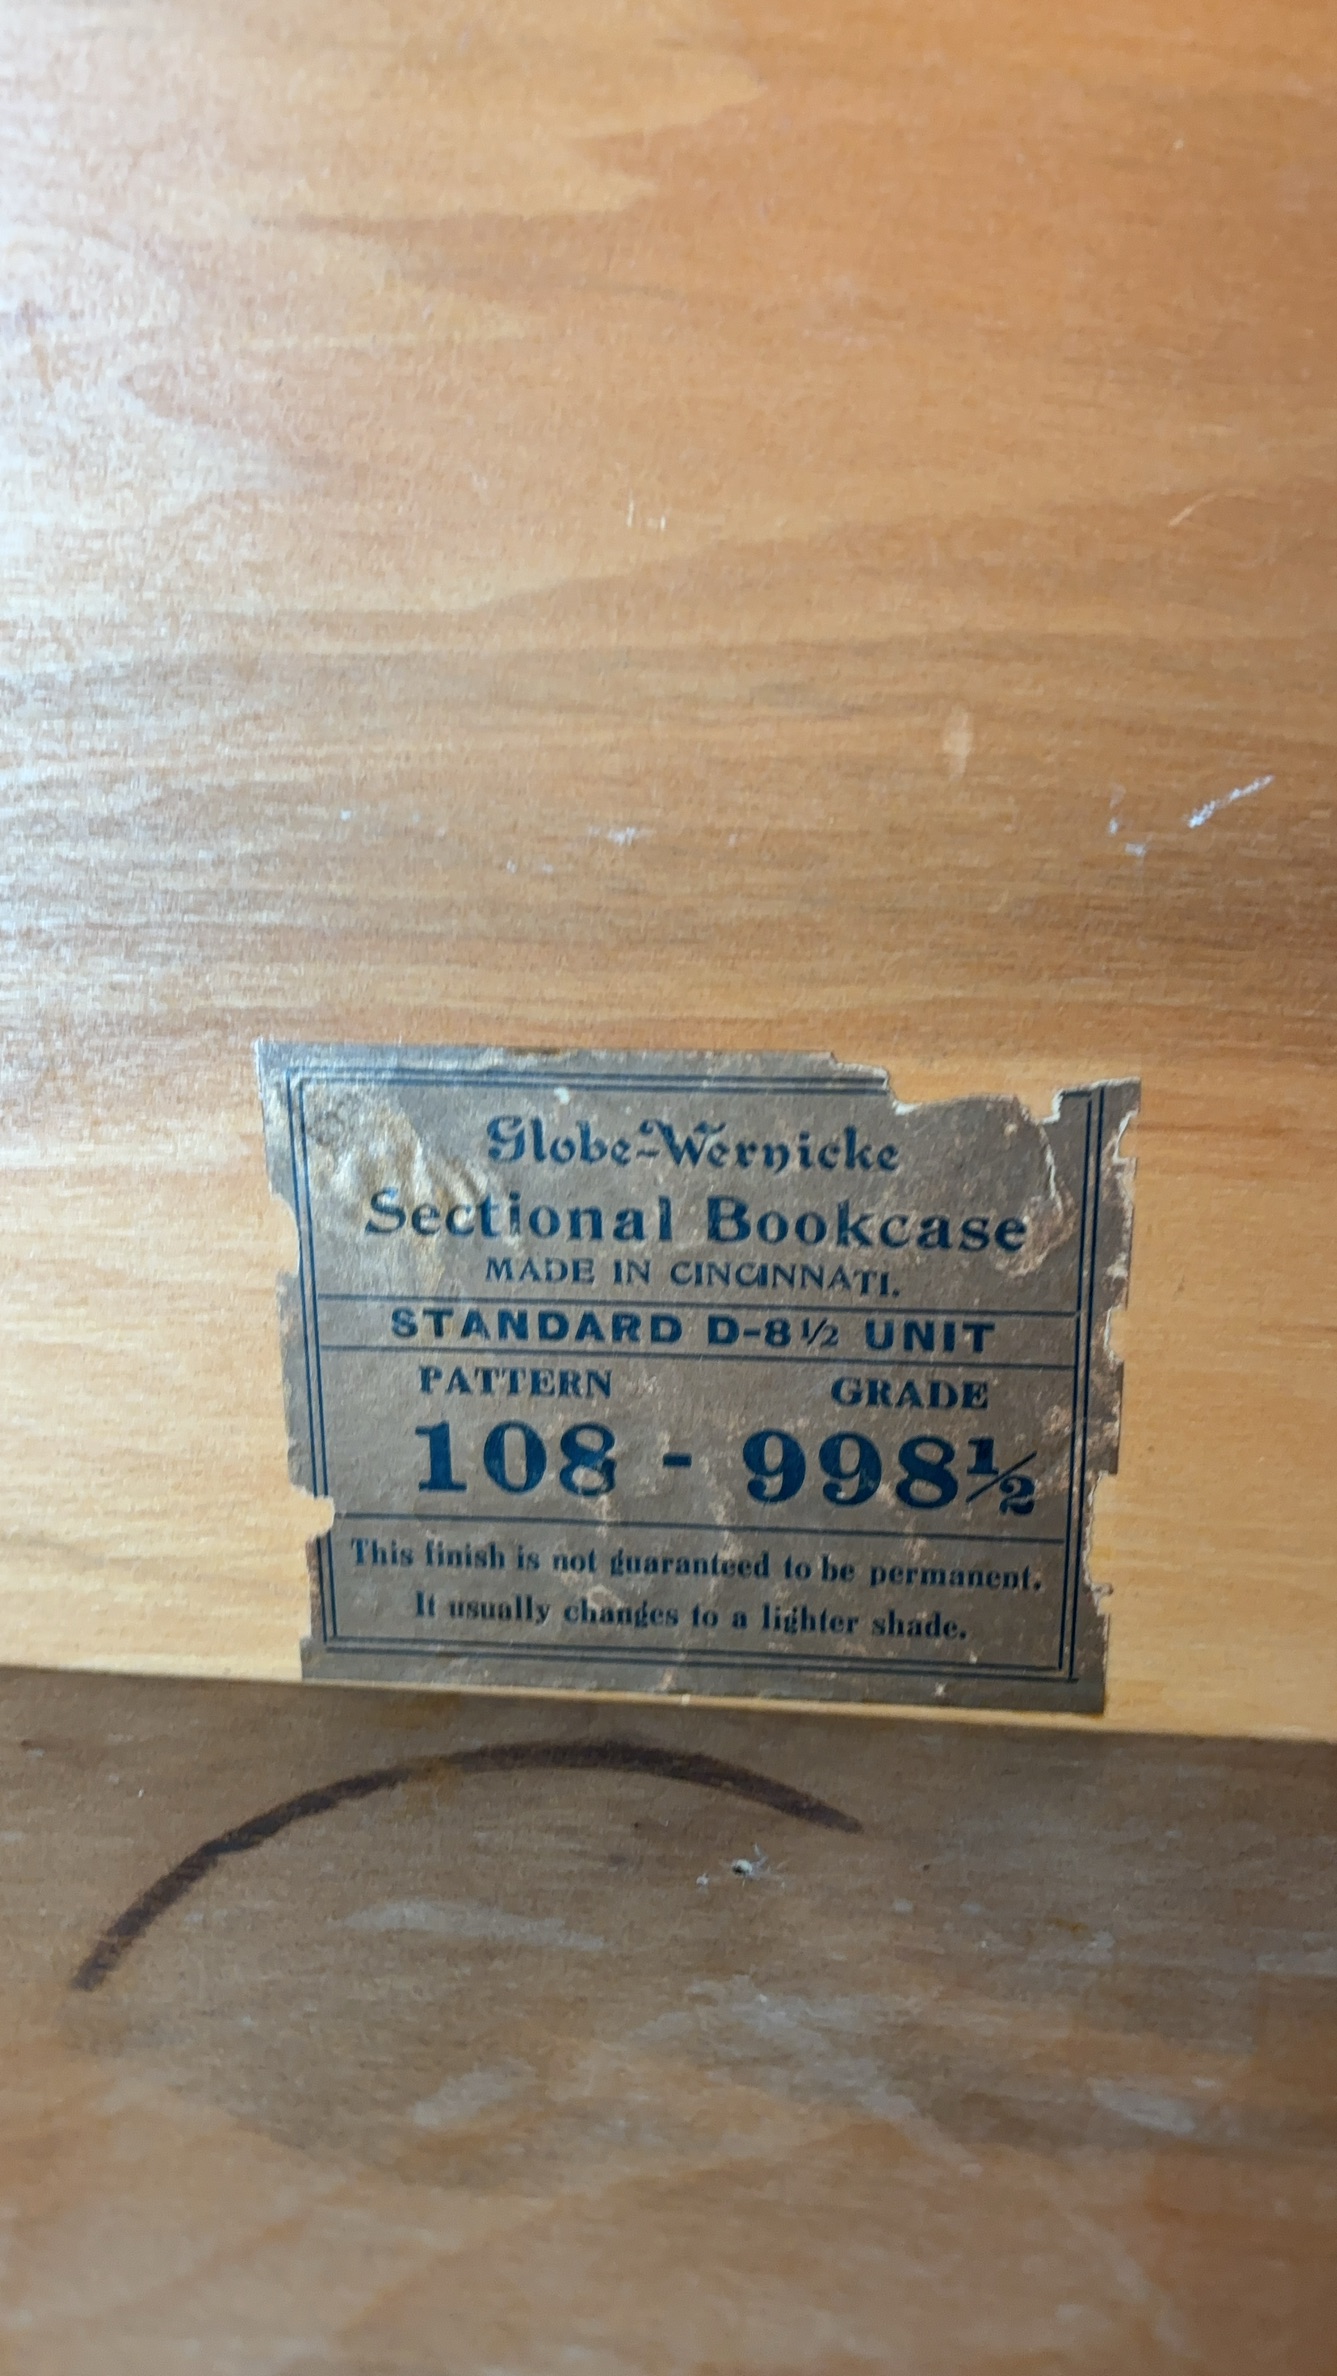 Globe-Wernicke
Sectional Bookcase
MADE IN CINCINNATI.
STANDARD D-8½ UNIT
PATTERN GRADE
108 - 998½
This finish is not guaranteed to be permanent.
It usually changes to a lighter shade.